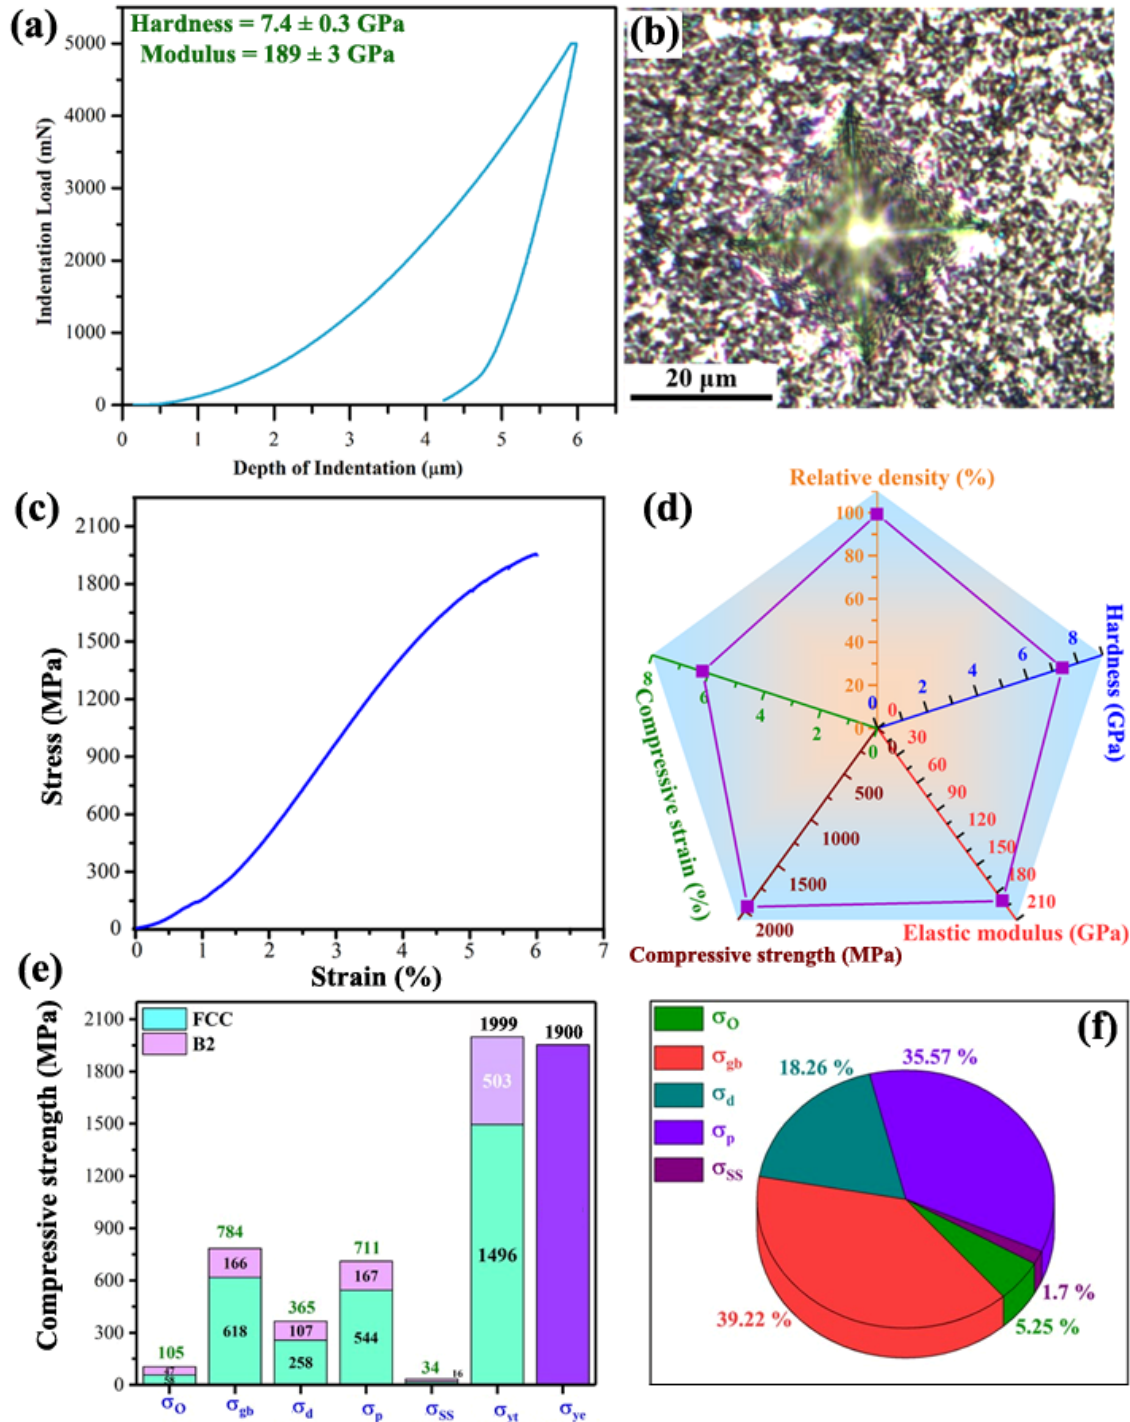 (a)
Hardness = 7.4 ± 0.3 GPa
Modulus = 189 ± 3 GPa
5000
4000
3000
2000
1000
0
Indentation Load (mN)
0 1 2 3 4 5 6
Depth of Indentation (μm)
(b)
20 μm
(c)
2100
1800
1500
1200
900
600
300
0
Stress (MPa)
0 1 2 3 4 5 6 7
Strain (%)
(d)
Relative density (%)
100
80
60
40
20
0
Hardness (GPa)
0 2 4 6 8
Elastic modulus (GPa)
0 30 60 90 120 150 180 210
Compressive strength (MPa)
0 500 1000 1500 2000
Compressive strain (%)
0 2 4 6 8
(e)
FCC
B2
2100
1800
1500
1200
900
600
300
0
Compressive strength (MPa)
105
47
58
784
166
618
365
107
258
711
167
544
34
16
1999
503
1496
1900
σO σgb σd σp σSS σyt σye
(f)
σO
σgb
σd
σp
σSS
18.26 %
35.57 %
39.22 %
1.7 %
5.25 %